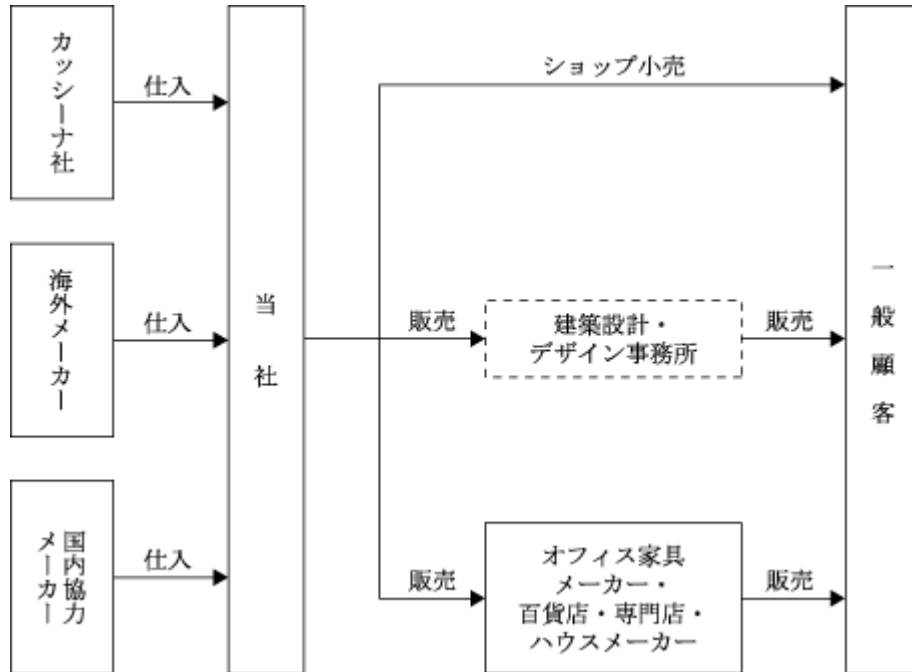 カッシーナ社
仕入
海外メーカー
仕入
国内協力
メーカー
仕入
当社
ショップ小売
販売
建築設計・
デザイン事務所
販売
販売
オフィス家具
メーカー・
百貨店・専門店・
ハウスメーカー
販売
一般顧客